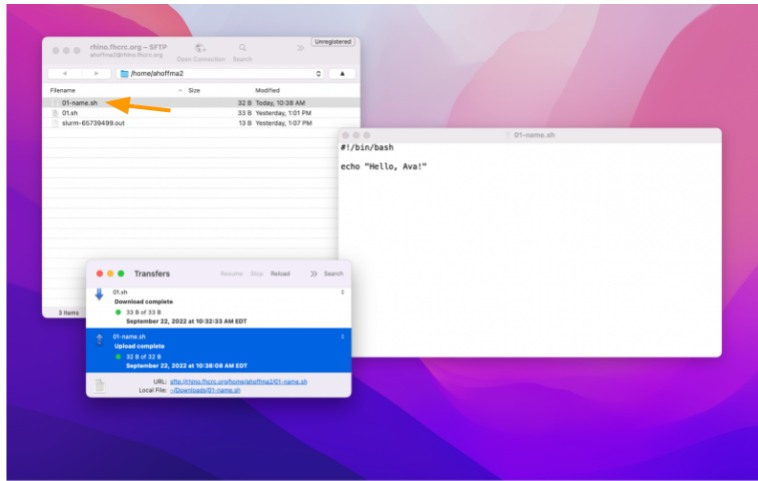 Unregistered
rhino.fhcrc.org – SFTP
ahoffma2@rhino.fhcrc.org
Open Connection Search
/home/ahoffma2
Filename Size Modified
01-name.sh 32 B Today, 10:38 AM
01.sh 33 B Yesterday, 1:01 PM
slurm-65739499.out 13 B Yesterday, 1:07 PM
3 Items
01-name.sh
#!/bin/bash
echo "Hello, Ava!"
Transfers Resume Stop Reload Search
01.sh
Download complete
33 B of 33 B
September 22, 2022 at 10:32:33 AM EDT
01-name.sh
Upload complete
32 B of 32 B
September 22, 2022 at 10:38:08 AM EDT
URL: sftp://rhino.fhcrc.org/home/ahoffma2/01-name.sh
Local File: ~/Downloads/01-name.sh